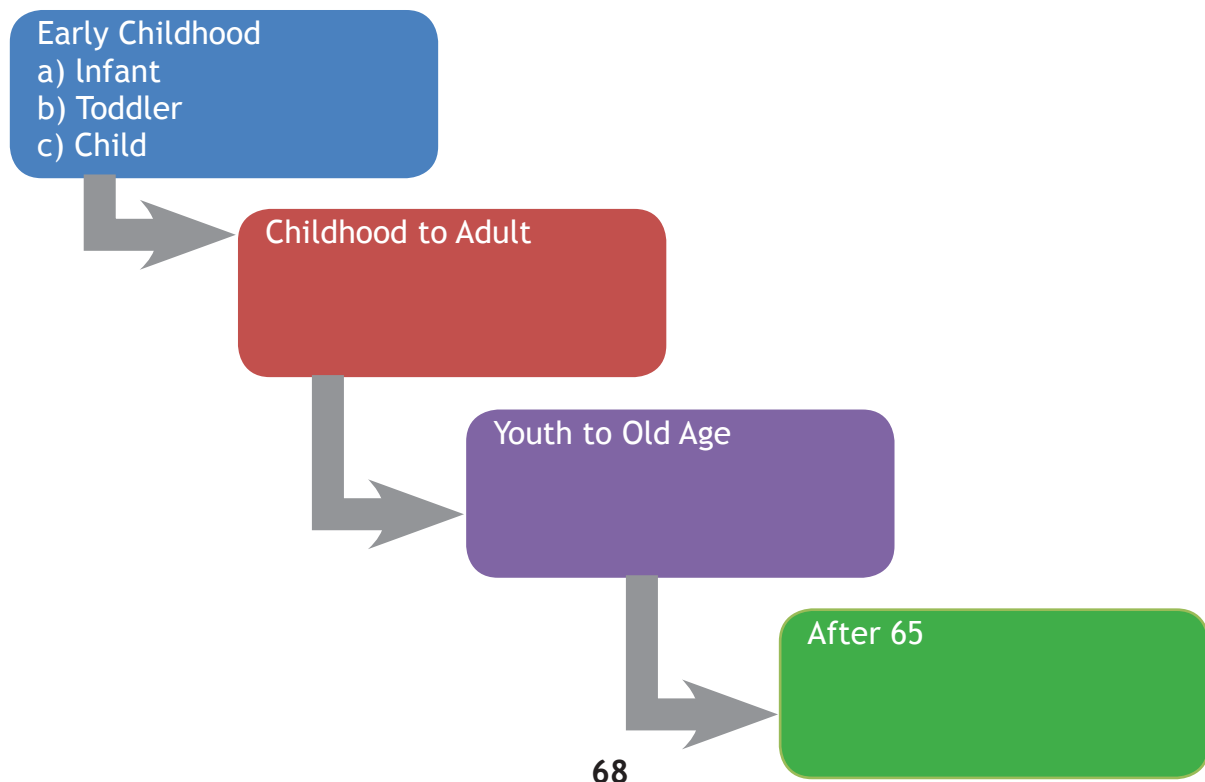 Early Childhood
a) Infant
b) Toddler
c) Child
Childhood to Adult
Youth to Old Age
After 65
68